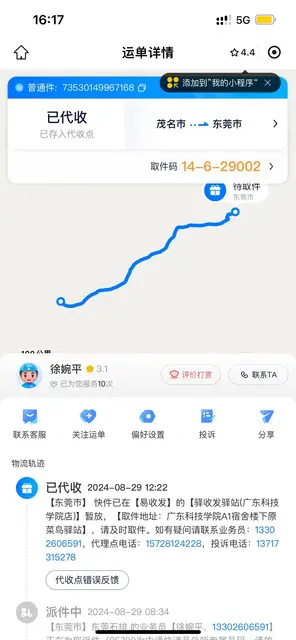 16:17
5G
运单详情
4.4
添加到"我的小程序"
普通件: 73530149967168
已代收
已存入代收点
茂名市
东莞市
取件码 14-6-29002
待取件
东莞市
徐婉平 3.1
已为您服务10次
评价打赏
联系TA
联系客服
关注运单
偏好设置
投诉
分享
物流轨迹
已代收 2024-08-29 12:22
【东莞市】快件已在【易收发】的【驿收发驿站(广东科技
学院店)】暂放,【取件地址：广东科技学院A1宿舍楼下原
菜鸟驿站】，请及时取件。如有疑问请联系业务员：1330
2606591，代理点电话：15728124228，投诉电话：13717
315278
代收点错误反馈
派件中 2024-08-29 08:34
【东莞市】东莞石排 的业务员【徐婉平，13302606591】